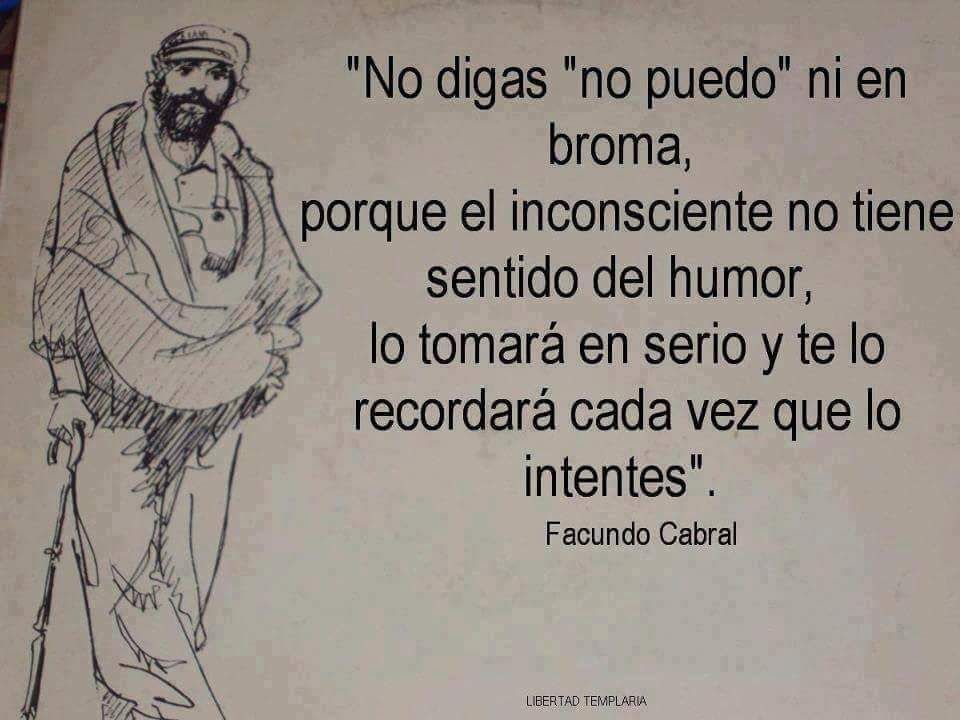 "No digas "no puedo" ni en
broma,
porque el inconsciente no tiene
sentido del humor,
lo tomará en serio y te lo
recordará cada vez que lo
intentes".
Facundo Cabral
LIBERTAD TEMPLARIA